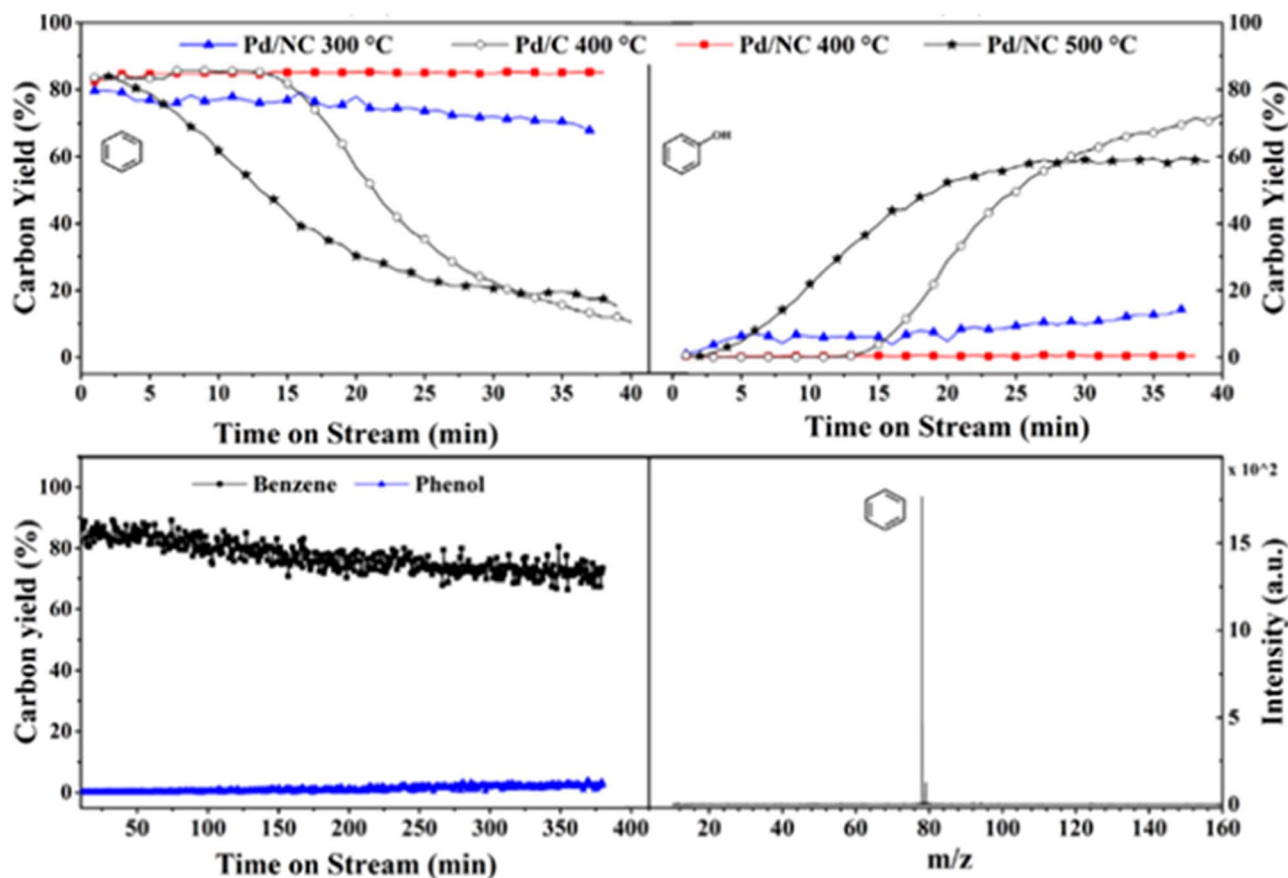 Pd/NC 300 °C Pd/C 400 °C Pd/NC 400 °C Pd/NC 500 °C
Carbon Yield (%)
100
80
60
40
20
0
0 5 10 15 20 25 30 35 40
Time on Stream (min)
OH
0 5 10 15 20 25 30 35 40
Time on Stream (min)
100
80
60
40
20
0
Carbon Yield (%)
Benzene Phenol
Carbon yield (%)
100
80
60
40
20
0
50 100 150 200 250 300 350 400
Time on Stream (min)
x 10^2
15
10
5
0
Intensity (a.u.)
20 40 60 80 100 120 140 160
m/z